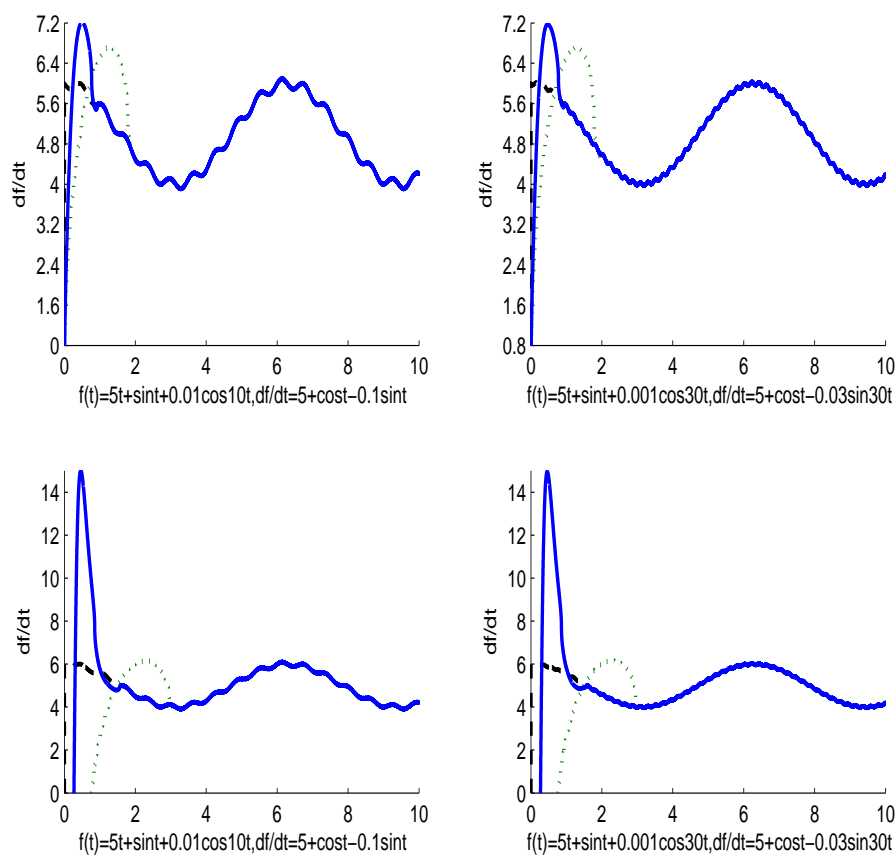 7.2
6.4
5.6
4.8
4
3.2
2.4
1.6
0
df/dt
0 2 4 6 8 10
f(t)=5t+sint+0.01cos10t,df/dt=5+cost−0.1sint
7.2
6.4
5.6
4.8
4
3.2
2.4
1.6
0.8
df/dt
0 2 4 6 8 10
f(t)=5t+sint+0.001cos30t,df/dt=5+cost−0.03sin30t
14
12
10
8
6
4
2
0
df/dt
0 2 4 6 8 10
f(t)=5t+sint+0.01cos10t,df/dt=5+cost−0.1sint
14
12
10
8
6
4
2
0
df/dt
0 2 4 6 8 10
f(t)=5t+sint+0.001cos30t,df/dt=5+cost−0.03sin30t